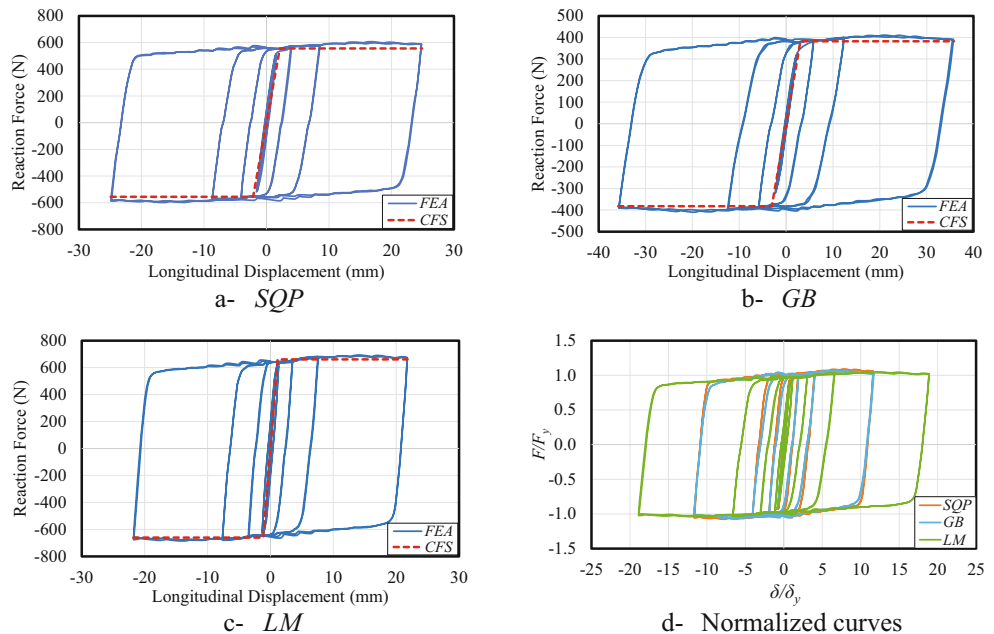 800
600
400
200
0
-200
-400
-600
-800
Reaction Force (N)
-30 -20 -10 0 10 20 30
Longitudinal Displacement (mm)
FEA
CFS
a- SQP
500
400
300
200
100
0
-100
-200
-300
-400
-500
Reaction Force (N)
-40 -30 -20 -10 0 10 20 30 40
Longitudinal Displacement (mm)
FEA
CFS
b- GB
800
600
400
200
0
-200
-400
-600
-800
Reaction Force (N)
-30 -20 -10 0 10 20 30
Longitudinal Displacement (mm)
FEA
CFS
c- LM
1.5
1.0
0.5
0.0
-0.5
-1.0
-1.5
F/Fy
-25 -20 -15 -10 -5 0 5 10 15 20 25
δ/δy
SQP
GB
LM
d- Normalized curves